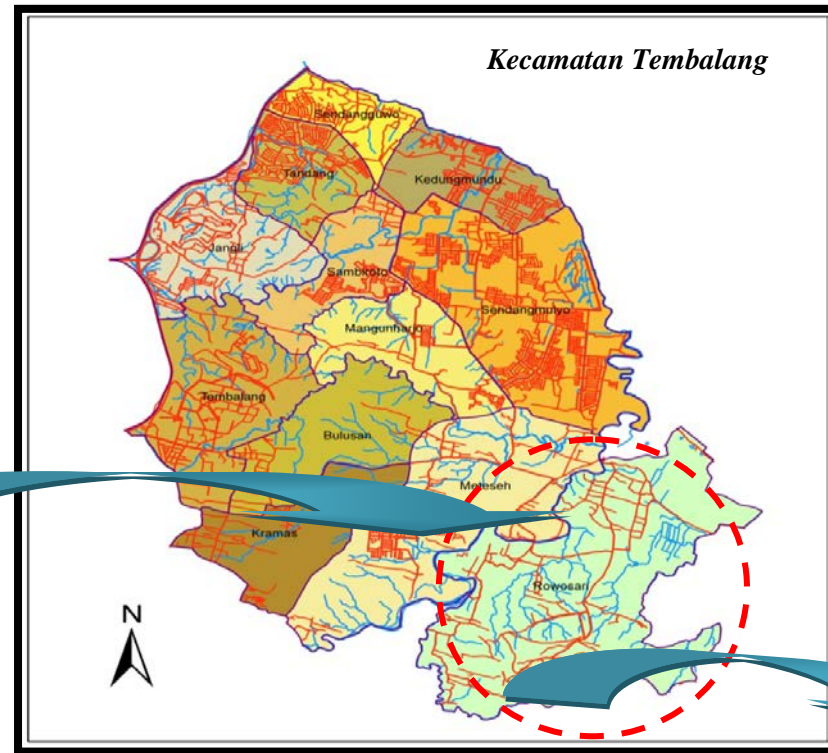 Kecamatan Tembalang
Sendangguwo
Tandang
Kedungmundu
Jangli
Sambiroto
Sendangmulyo
Mangunharjo
Tembalang
Bulusan
Meteseh
Kramas
Rowosari
N